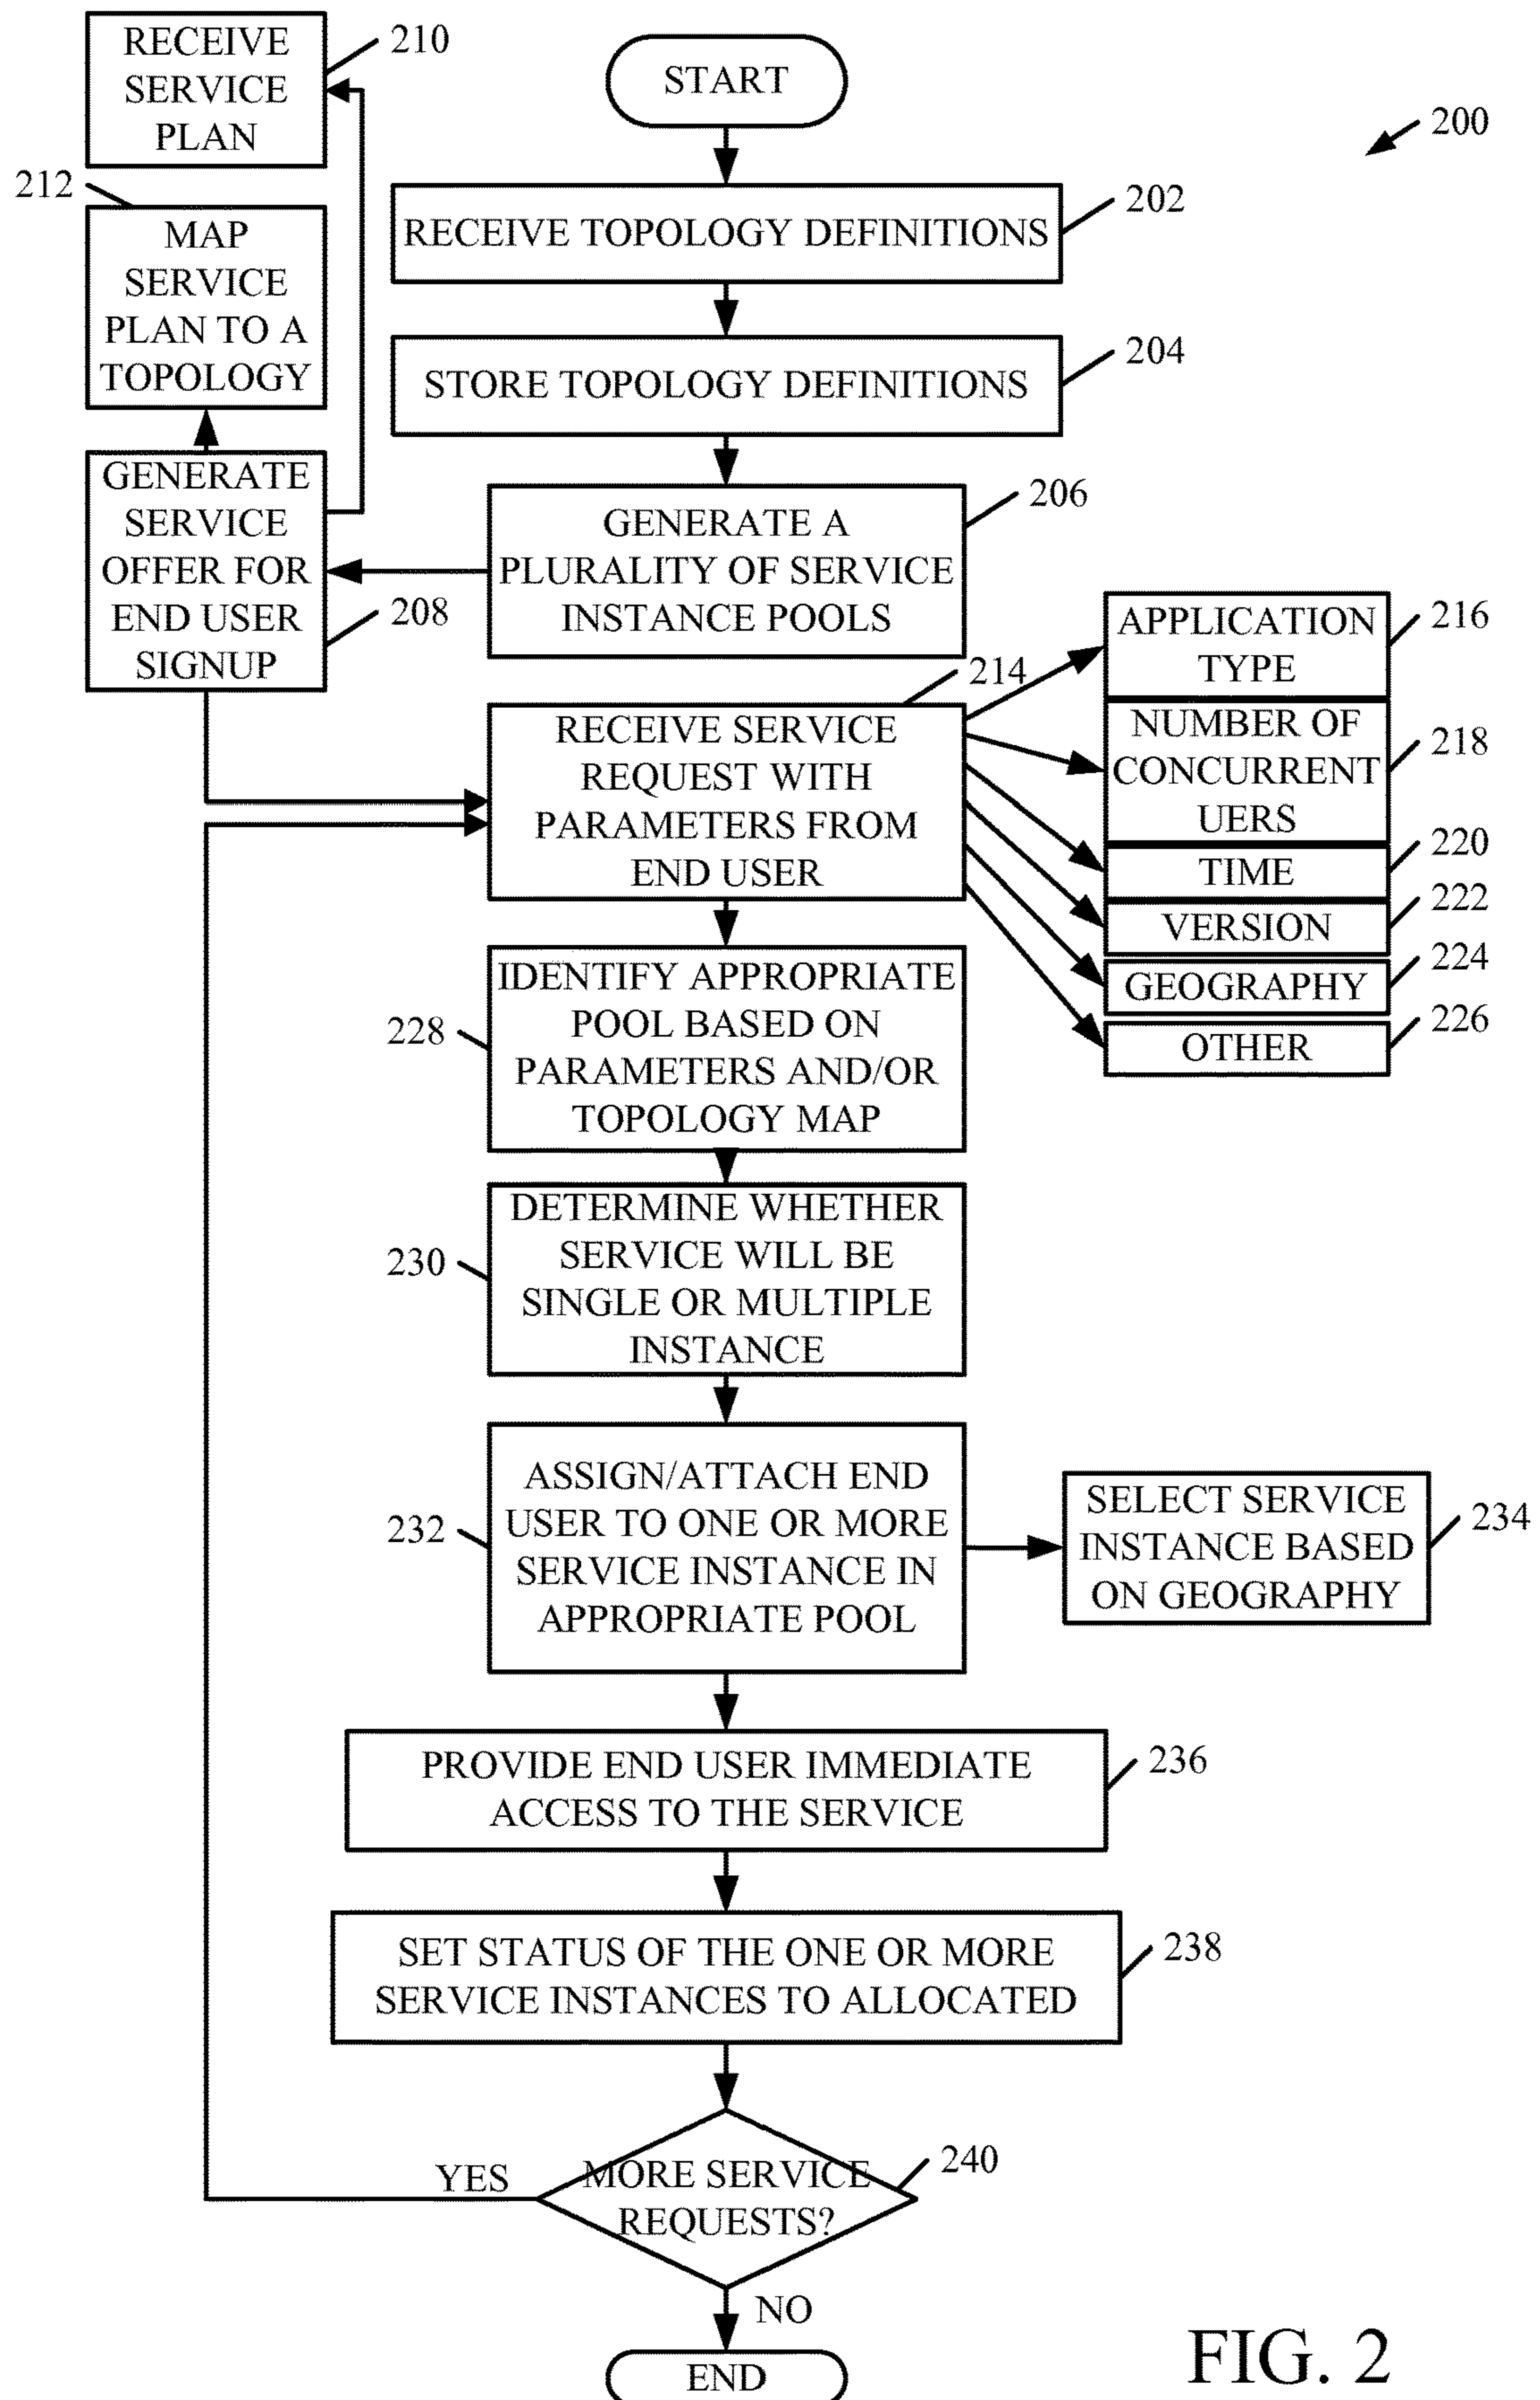 RECEIVE
SERVICE
PLAN
210
START
200
212
MAP
SERVICE
PLAN TO A
TOPOLOGY
RECEIVE TOPOLOGY DEFINITIONS
202
STORE TOPOLOGY DEFINITIONS
204
GENERATE
SERVICE
OFFER FOR
END USER
SIGNUP
208
GENERATE A
PLURALITY OF SERVICE
INSTANCE POOLS
206
RECEIVE SERVICE
REQUEST WITH
PARAMETERS FROM
END USER
214
APPLICATION
TYPE
216
NUMBER OF
CONCURRENT
UERS
218
TIME
220
VERSION
222
GEOGRAPHY
224
OTHER
226
IDENTIFY APPROPRIATE
POOL BASED ON
PARAMETERS AND/OR
TOPOLOGY MAP
228
DETERMINE WHETHER
SERVICE WILL BE
SINGLE OR MULTIPLE
INSTANCE
230
ASSIGN/ATTACH END
USER TO ONE OR MORE
SERVICE INSTANCE IN
APPROPRIATE POOL
232
SELECT SERVICE
INSTANCE BASED
ON GEOGRAPHY
234
PROVIDE END USER IMMEDIATE
ACCESS TO THE SERVICE
236
SET STATUS OF THE ONE OR MORE
SERVICE INSTANCES TO ALLOCATED
238
YES
MORE SERVICE
REQUESTS?
240
NO
END
FIG. 2